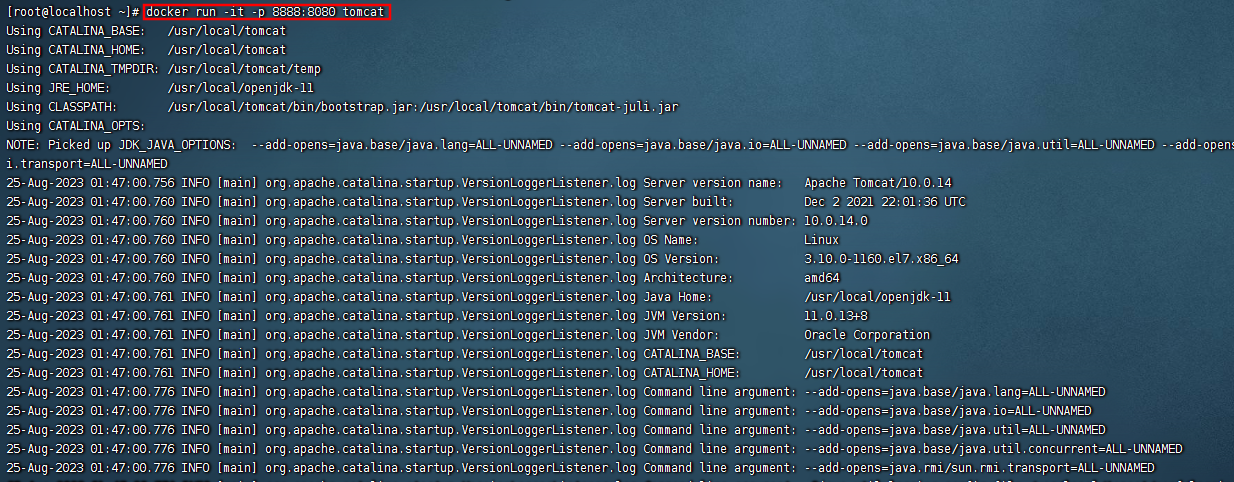 [root@localhost ~]# docker run -it -p 8888:8080 tomcat
Using CATALINA_BASE:   /usr/local/tomcat
Using CATALINA_HOME:   /usr/local/tomcat
Using CATALINA_TMPDIR: /usr/local/tomcat/temp
Using JRE_HOME:        /usr/local/openjdk-11
Using CLASSPATH:       /usr/local/tomcat/bin/bootstrap.jar:/usr/local/tomcat/bin/tomcat-juli.jar
Using CATALINA_OPTS:
NOTE: Picked up JDK_JAVA_OPTIONS:  --add-opens=java.base/java.lang=ALL-UNNAMED --add-opens=java.base/java.io=ALL-UNNAMED --add-opens=java.base/java.util=ALL-UNNAMED --add-opens
i.transport=ALL-UNNAMED
25-Aug-2023 01:47:00.756 INFO [main] org.apache.catalina.startup.VersionLoggerListener.log Server version name:   Apache Tomcat/10.0.14
25-Aug-2023 01:47:00.760 INFO [main] org.apache.catalina.startup.VersionLoggerListener.log Server built:          Dec 2 2021 22:01:36 UTC
25-Aug-2023 01:47:00.760 INFO [main] org.apache.catalina.startup.VersionLoggerListener.log Server version number: 10.0.14.0
25-Aug-2023 01:47:00.760 INFO [main] org.apache.catalina.startup.VersionLoggerListener.log OS Name:               Linux
25-Aug-2023 01:47:00.760 INFO [main] org.apache.catalina.startup.VersionLoggerListener.log OS Version:            3.10.0-1160.el7.x86_64
25-Aug-2023 01:47:00.760 INFO [main] org.apache.catalina.startup.VersionLoggerListener.log Architecture:          amd64
25-Aug-2023 01:47:00.761 INFO [main] org.apache.catalina.startup.VersionLoggerListener.log Java Home:             /usr/local/openjdk-11
25-Aug-2023 01:47:00.761 INFO [main] org.apache.catalina.startup.VersionLoggerListener.log JVM Version:           11.0.13+8
25-Aug-2023 01:47:00.761 INFO [main] org.apache.catalina.startup.VersionLoggerListener.log JVM Vendor:            Oracle Corporation
25-Aug-2023 01:47:00.761 INFO [main] org.apache.catalina.startup.VersionLoggerListener.log CATALINA_BASE:         /usr/local/tomcat
25-Aug-2023 01:47:00.761 INFO [main] org.apache.catalina.startup.VersionLoggerListener.log CATALINA_HOME:         /usr/local/tomcat
25-Aug-2023 01:47:00.776 INFO [main] org.apache.catalina.startup.VersionLoggerListener.log Command line argument: --add-opens=java.base/java.lang=ALL-UNNAMED
25-Aug-2023 01:47:00.776 INFO [main] org.apache.catalina.startup.VersionLoggerListener.log Command line argument: --add-opens=java.base/java.io=ALL-UNNAMED
25-Aug-2023 01:47:00.776 INFO [main] org.apache.catalina.startup.VersionLoggerListener.log Command line argument: --add-opens=java.base/java.util=ALL-UNNAMED
25-Aug-2023 01:47:00.776 INFO [main] org.apache.catalina.startup.VersionLoggerListener.log Command line argument: --add-opens=java.base/java.util.concurrent=ALL-UNNAMED
25-Aug-2023 01:47:00.776 INFO [main] org.apache.catalina.startup.VersionLoggerListener.log Command line argument: --add-opens=java.rmi/sun.rmi.transport=ALL-UNNAMED